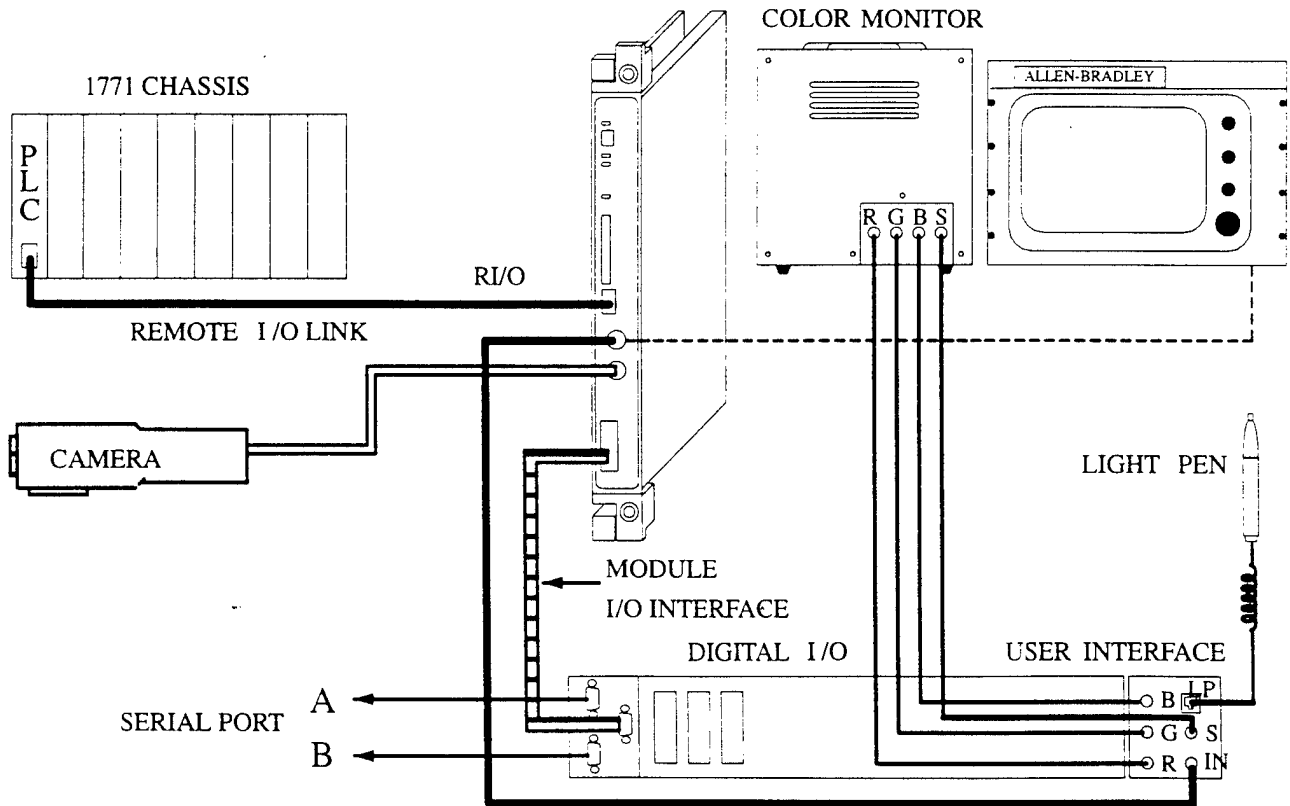 COLOR MONITOR
1771 CHASSIS
ALLEN-BRADLEY
P
L
C
R G B S
RI/O
REMOTE I/O LINK
CAMERA
LIGHT PEN
MODULE
I/O INTERFACE
DIGITAL I/O
USER INTERFACE
SERIAL PORT
A
B
B LP
G S
R IN